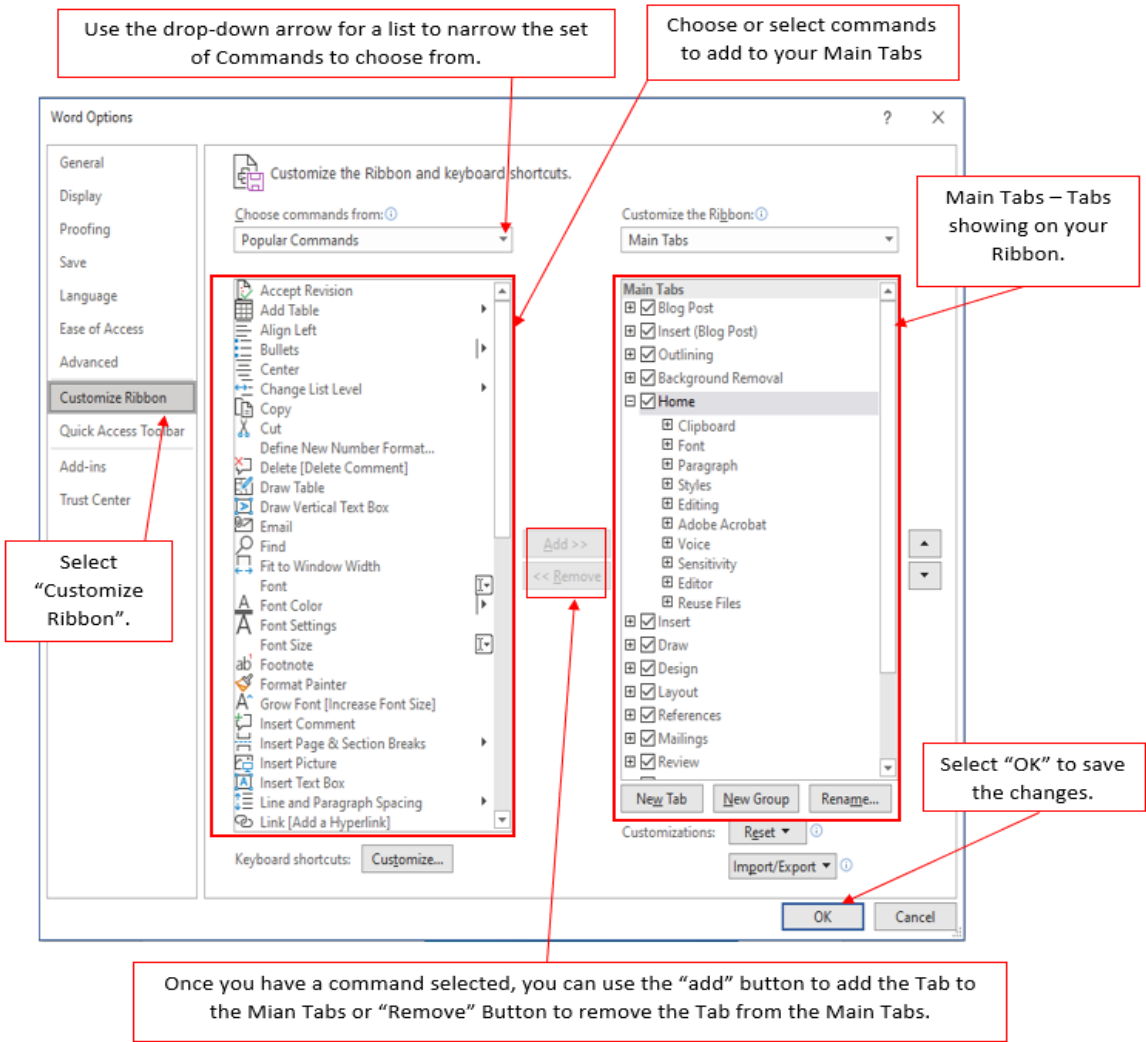 Use the drop-down arrow for a list to narrow the set
of Commands to choose from.
Choose or select commands
to add to your Main Tabs
Word Options
?
General
Display
Proofing
Save
Language
Ease of Access
Advanced
Customize Ribbon
Quick Access Toolbar
Add-ins
Trust Center
Select
“Customize
Ribbon”.
Customize the Ribbon and keyboard shortcuts.
Choose commands from:
Popular Commands
Accept Revision
Add Table
Align Left
Bullets
Center
Change List Level
Copy
Cut
Define New Number Format...
Delete [Delete Comment]
Draw Table
Draw Vertical Text Box
Email
Find
Fit to Window Width
Font
Font Color
Font Settings
Font Size
Footnote
Format Painter
Grow Font [Increase Font Size]
Insert Comment
Insert Page & Section Breaks
Insert Picture
Insert Text Box
Line and Paragraph Spacing
Link [Add a Hyperlink]
Keyboard shortcuts: Customize...
Add >>
<< Remove
Customize the Ribbon:
Main Tabs
Main Tabs
Blog Post
Insert (Blog Post)
Outlining
Background Removal
Home
Clipboard
Font
Paragraph
Styles
Editing
Adobe Acrobat
Voice
Sensitivity
Editor
Reuse Files
Insert
Draw
Design
Layout
References
Mailings
Review
New Tab New Group Rename...
Customizations: Reset
Import/Export
OK Cancel
Main Tabs – Tabs
showing on your
Ribbon.
Select “OK” to save
the changes.
Once you have a command selected, you can use the “add” button to add the Tab to
the Mian Tabs or “Remove” Button to remove the Tab from the Main Tabs.